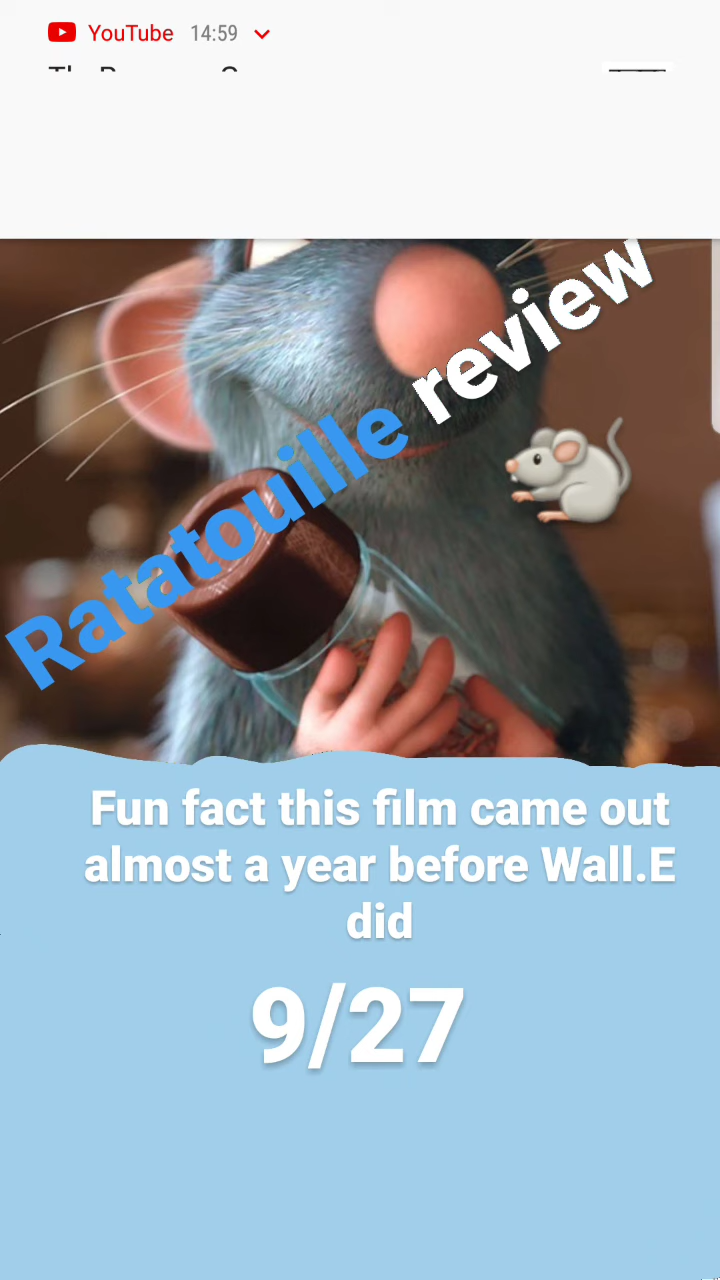 YouTube 14:59
Ratatouille review
Fun fact this film came out
almost a year before Wall.E
did
9/27